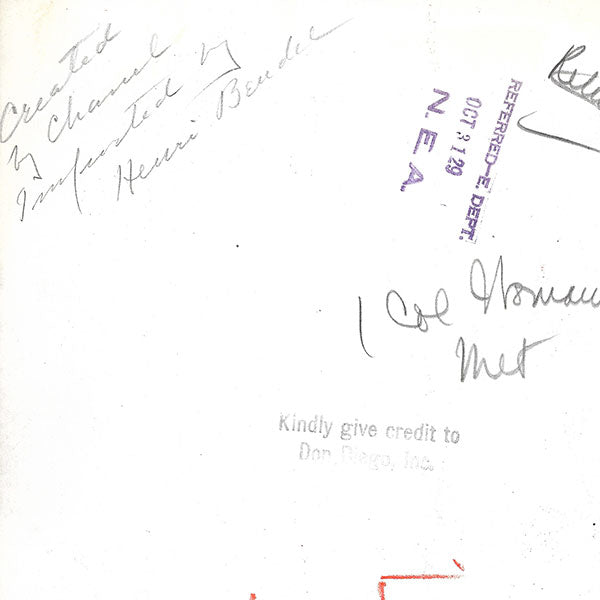 Created
by Chanel
Imported by
Henri Bendel
REFERRED-E. DEPT.
OCT 31 29
N. E. A.
1 Col Woman
Met
Kindly give credit to
Don Diego, Inc.